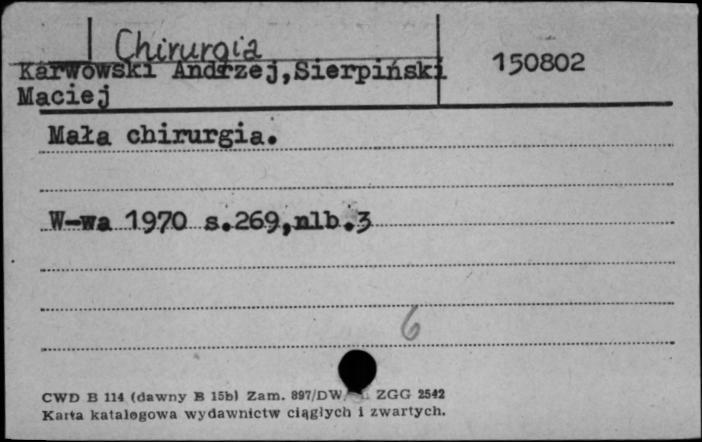 Chirurgia
Karwowski Andrzej,Sierpiński 150802
Maciej
Mała chirurgia.
W-wa 1970 s.269,nlb.3
6
CWD B 114 (dawny B 15b) Zam. 897/DW ZGG 2542
Karta katalogowa wydawnictw ciągłych i zwartych.